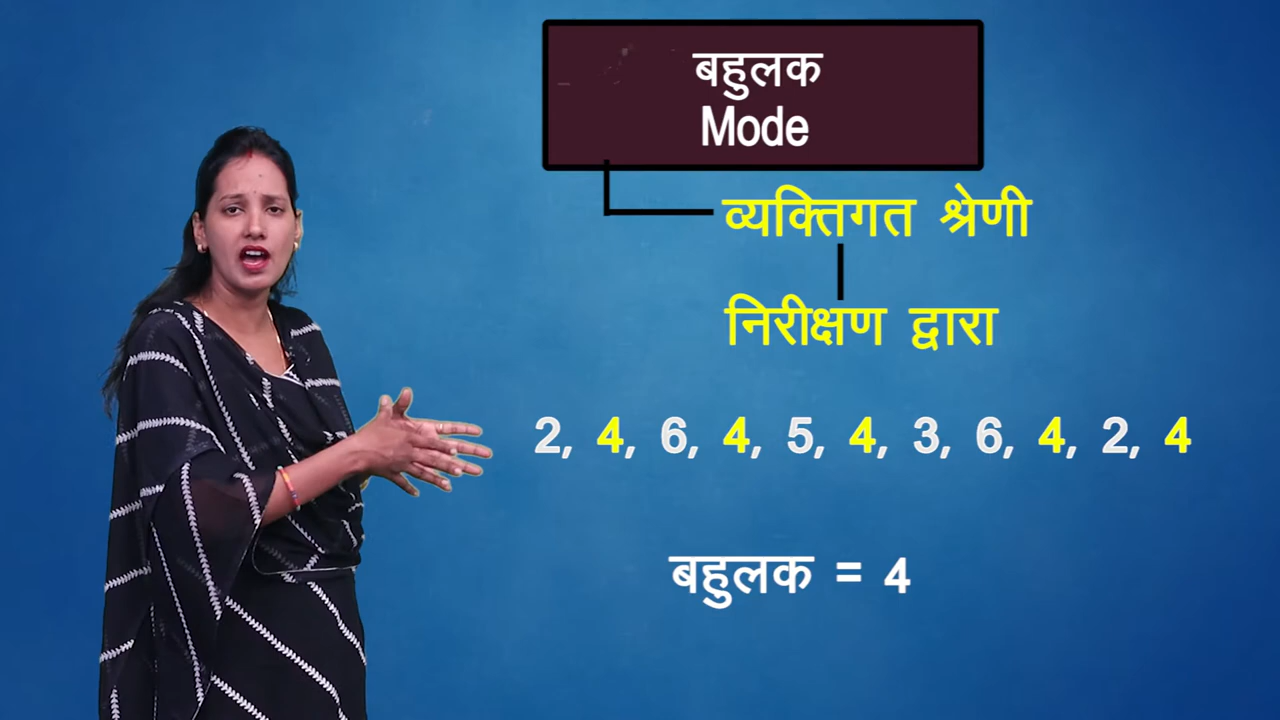 बहुलक
Mode
व्यक्तिगत श्रेणी
निरीक्षण द्वारा
2, 4, 6, 4, 5, 4, 3, 6, 4, 2, 4
बहुलक = 4